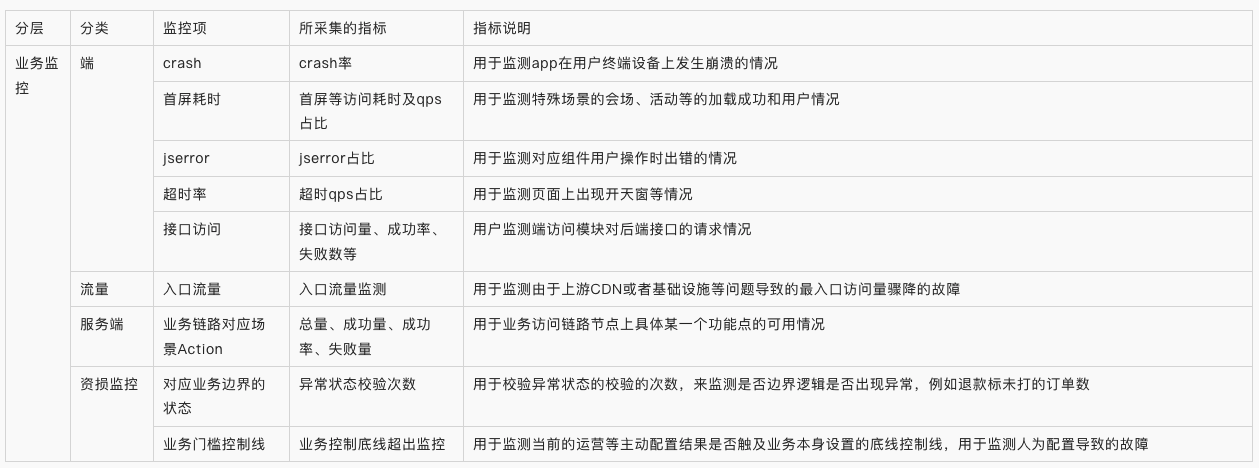 分层
分类
监控项
所采集的指标
指标说明
业务监
控
端
crash
crash率
用于监测app在用户终端设备上发生崩溃的情况
首屏耗时
首屏等访问耗时及qps
占比
用于监测特殊场景的会场、活动等的加载成功和用户情况
jserror
jserror占比
用于监测对应组件用户操作时出错的情况
超时率
超时qps占比
用于监测页面上出现开天窗等情况
接口访问
接口访问量、成功率、
失败数等
用户监测端访问模块对后端接口的请求情况
流量
入口流量
入口流量监测
用于监测由于上游CDN或者基础设施等问题导致的最入口访问量骤降的故障
服务端
业务链路对应场
景Action
总量、成功量、成功
率、失败量
用于业务访问链路节点上具体某一个功能点的可用情况
资损监控
对应业务边界的
状态
异常状态校验次数
用于校验异常状态的校验的次数，来监测是否边界逻辑是否出现异常，例如退款标未打的订单数
业务门槛控制线
业务控制底线超出监控
用于监测当前的运营等主动配置结果是否触及业务本身设置的底线控制线，用于监测人为配置导致的故障